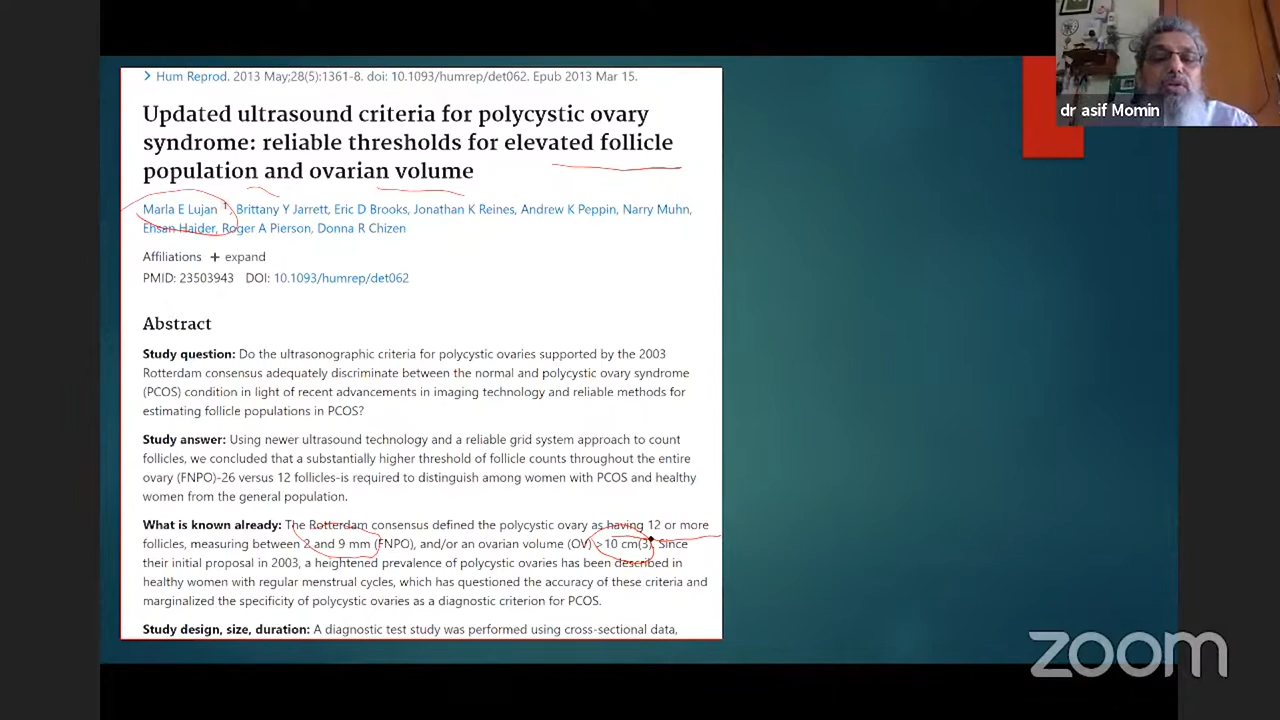 > Hum Reprod. 2013 May;28(5):1361-8. doi: 10.1093/humrep/det062. Epub 2013 Mar 15.
Updated ultrasound criteria for polycystic ovary
syndrome: reliable thresholds for elevated follicle
population and ovarian volume
Marla E Lujan 1, Brittany Y Jarrett, Eric D Brooks, Jonathan K Reines, Andrew K Peppin, Narry Muhn,
Ehsan Haider, Roger A Pierson, Donna R Chizen
Affiliations + expand
PMID: 23503943 DOI: 10.1093/humrep/det062
Abstract
Study question: Do the ultrasonographic criteria for polycystic ovaries supported by the 2003
Rotterdam consensus adequately discriminate between the normal and polycystic ovary syndrome
(PCOS) condition in light of recent advancements in imaging technology and reliable methods for
estimating follicle populations in PCOS?
Study answer: Using newer ultrasound technology and a reliable grid system approach to count
follicles, we concluded that a substantially higher threshold of follicle counts throughout the entire
ovary (FNPO)-26 versus 12 follicles-is required to distinguish among women with PCOS and healthy
women from the general population.
What is known already: The Rotterdam consensus defined the polycystic ovary as having 12 or more
follicles, measuring between 2 and 9 mm (FNPO), and/or an ovarian volume (OV) >10 cm(3). Since
their initial proposal in 2003, a heightened prevalence of polycystic ovaries has been described in
healthy women with regular menstrual cycles, which has questioned the accuracy of these criteria and
marginalized the specificity of polycystic ovaries as a diagnostic criterion for PCOS.
Study design, size, duration: A diagnostic test study was performed using cross-sectional data,
dr asif Momin
zoom